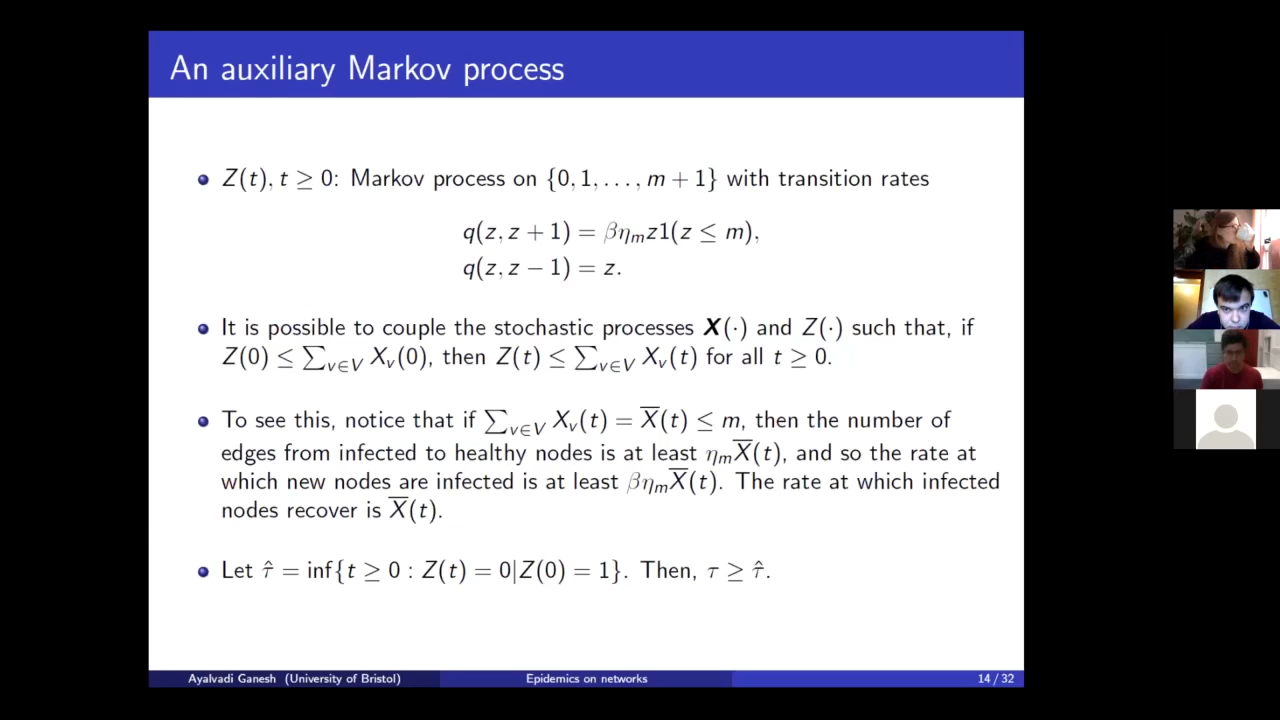 An auxiliary Markov process
Z(t), t ≥ 0: Markov process on {0, 1, . . . , m + 1} with transition rates
q(z, z + 1) = βη_m z1(z ≤ m),
q(z, z − 1) = z.
It is possible to couple the stochastic processes X(·) and Z(·) such that, if
Z(0) ≤ ∑_{v∈V} X_v(0), then Z(t) ≤ ∑_{v∈V} X_v(t) for all t ≥ 0.
To see this, notice that if ∑_{v∈V} X_v(t) = X̅(t) ≤ m, then the number of
edges from infected to healthy nodes is at least η_m X̅(t), and so the rate at
which new nodes are infected is at least βη_m X̅(t). The rate at which infected
nodes recover is X̅(t).
Let τ̂ = inf{t ≥ 0 : Z(t) = 0|Z(0) = 1}. Then, τ ≥ τ̂.
Ayalvadi Ganesh (University of Bristol) Epidemics on networks 14 / 32